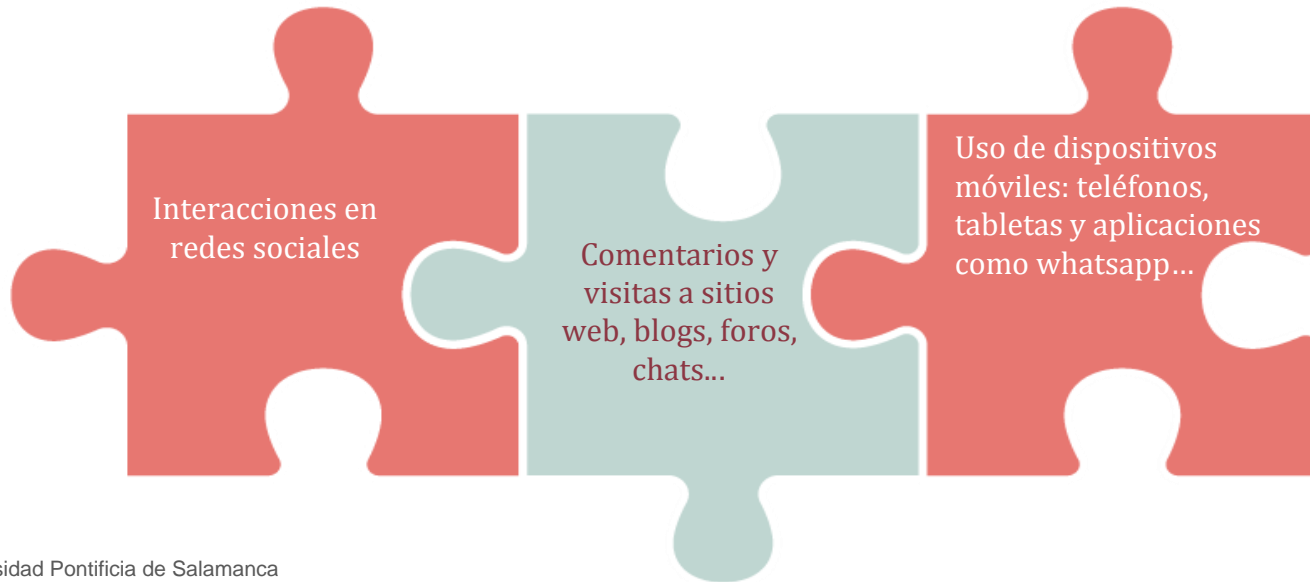 Interacciones en
redes sociales
Comentarios y
visitas a sitios
web, blogs, foros,
chats...
Uso de dispositivos
móviles: teléfonos,
tabletas y aplicaciones
como whatsapp...
sidad Pontificia de Salamanca